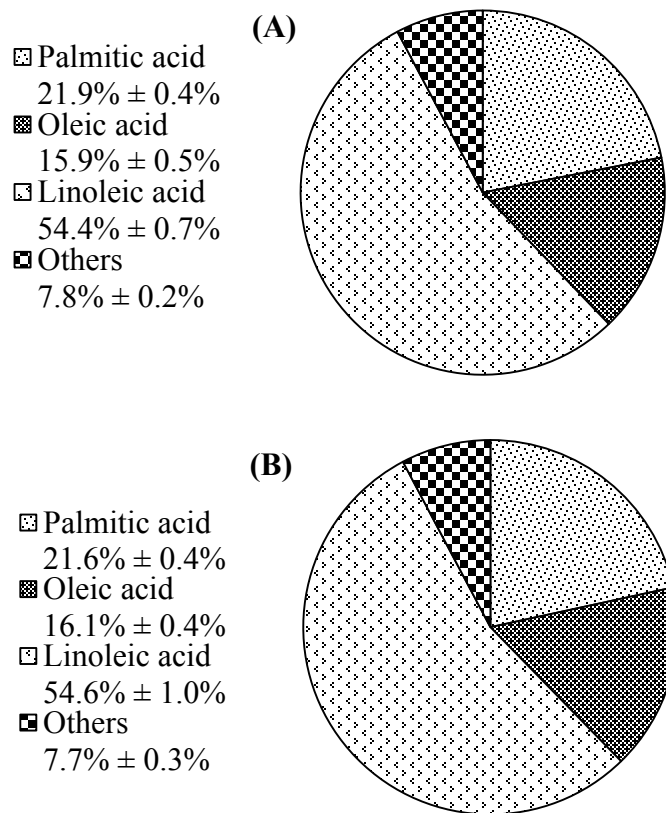 (A)
Palmitic acid
21.9% ± 0.4%
Oleic acid
15.9% ± 0.5%
Linoleic acid
54.4% ± 0.7%
Others
7.8% ± 0.2%
(B)
Palmitic acid
21.6% ± 0.4%
Oleic acid
16.1% ± 0.4%
Linoleic acid
54.6% ± 1.0%
Others
7.7% ± 0.3%